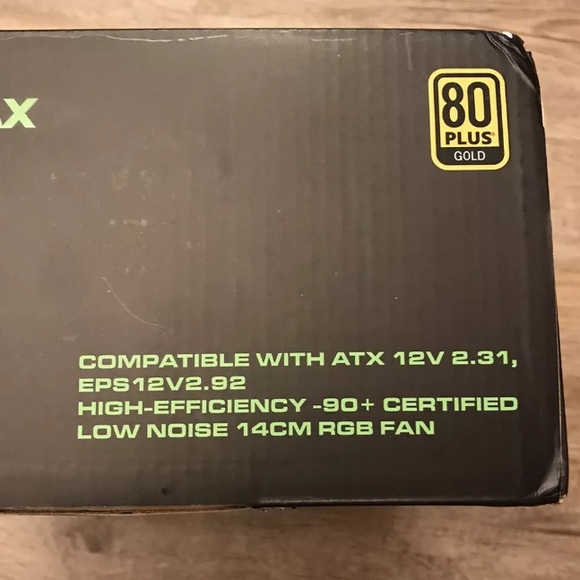 AX
80
PLUS®
GOLD
COMPATIBLE WITH ATX 12V 2.31,
EPS12V2.92
HIGH-EFFICIENCY -90+ CERTIFIED
LOW NOISE 14CM RGB FAN